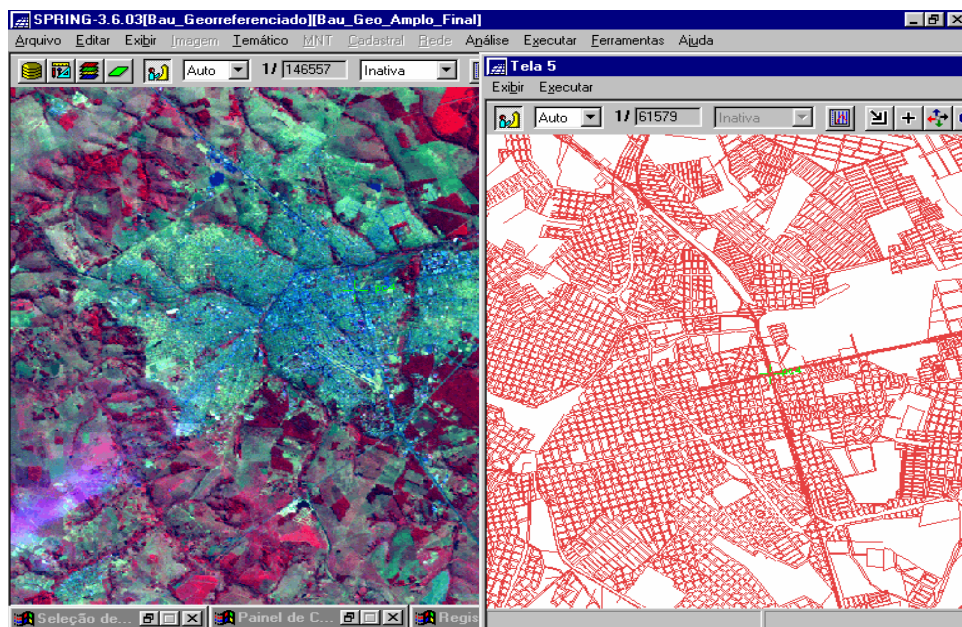 SPRING-3.6.03[Bau_Georreferenciado][Bau_Geo_Amplo_Final]
Arquivo Editar Exibir Imagem Temático MNT Cadastral Rede Análise Executar Ferramentas Ajuda
Auto 1/ 146557 Inativa
Tela 5
Exibir Executar
Auto 1/ 61579 Inativa
Seleção de... Painel de C... Regis